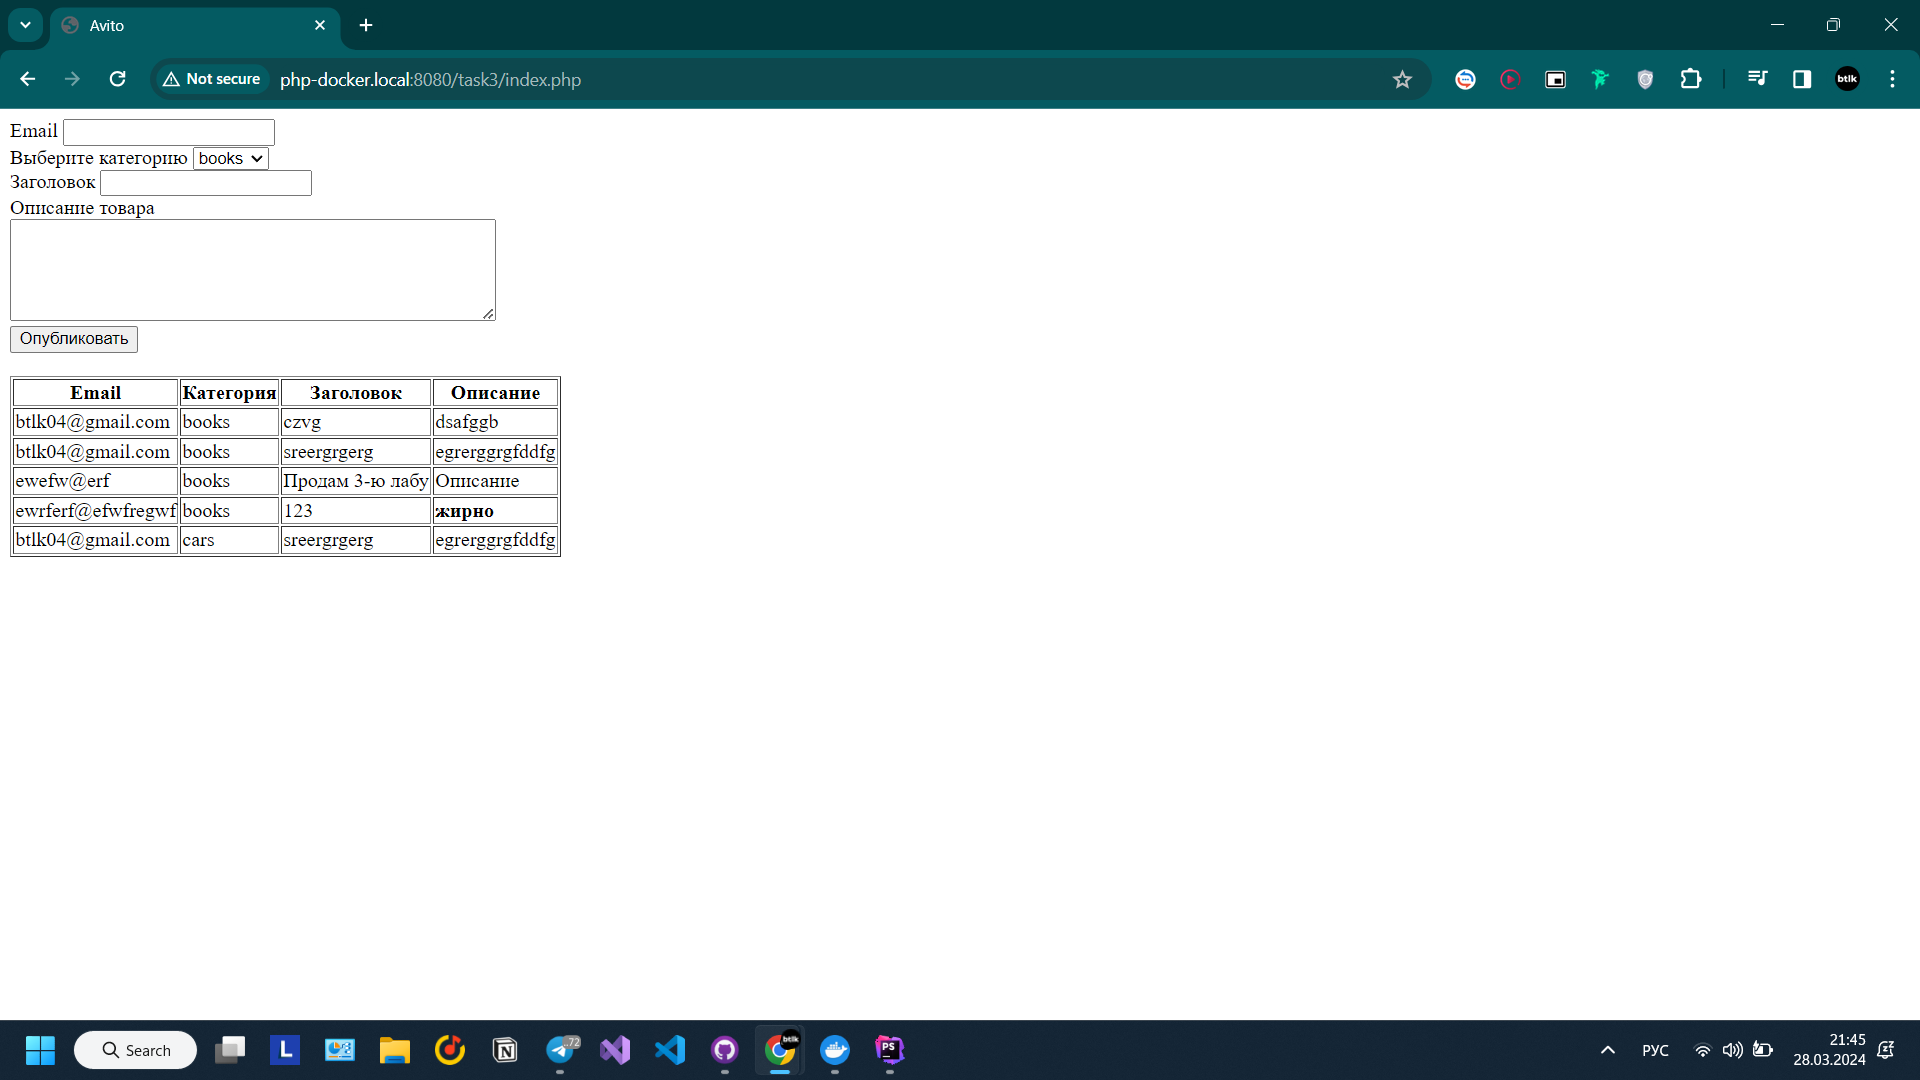 Avito
Not secure php-docker.local:8080/task3/index.php
btlk
Email
Выберите категорию books
Заголовок
Описание товара
Опубликовать
Email Категория Заголовок Описание
btlk04@gmail.com books czvg dsafggb
btlk04@gmail.com books sreergrgerg egrerggrgfddfg
ewefw@erf books Продам 3-ю лабу Описание
ewrferf@efwfregwf books 123 жирно
btlk04@gmail.com cars sreergrgerg egrerggrgfddfg
Search L N ..72 btlk PS РУС 21:45
28.03.2024